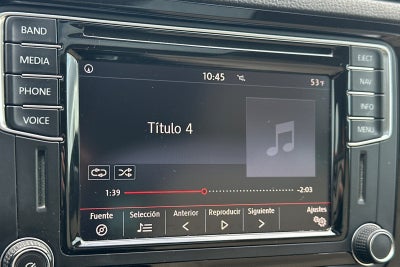 BAND
MEDIA
PHONE
VOICE
EJECT
NAV
INFO
MENU
10:45
53°F
Título 4
1:39
-2:03
Fuente Selección Anterior Reproducir Siguiente Ajustes